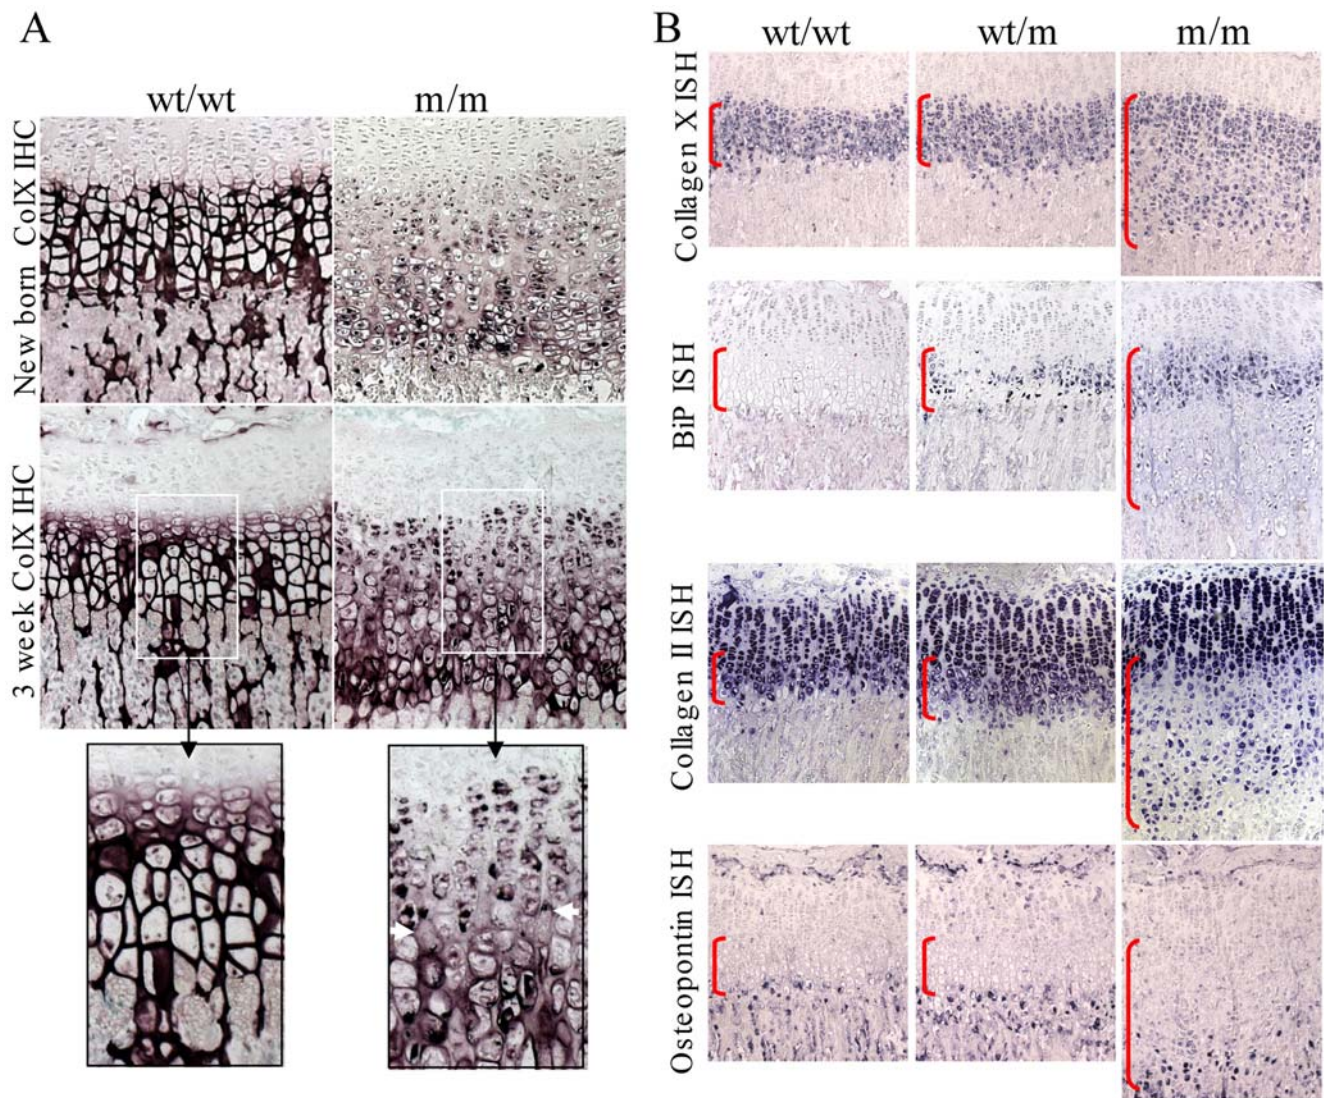 A
wt/wt
m/m
New born ColX IHC
3 week ColX IHC
B
wt/wt
wt/m
m/m
Collagen X ISH
BiP ISH
Collagen II ISH
Osteopontin ISH